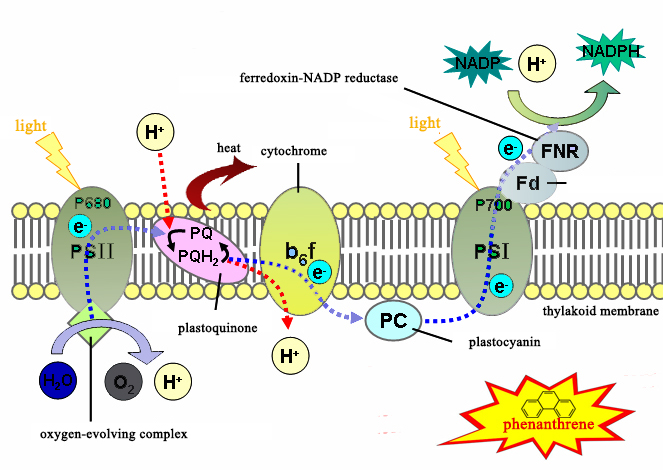 NADP
H+
NADPH
ferredoxin-NADP reductase
light
H+
heat
cytochrome
light
e-
FNR
Fd
P680
e-
PSII
PQ
PQH2
b6f
e-
P700
PSI
e-
thylakoid membrane
plastoquinone
PC
plastocyanin
H+
H2O
O2
H+
phenanthrene
oxygen-evolving complex